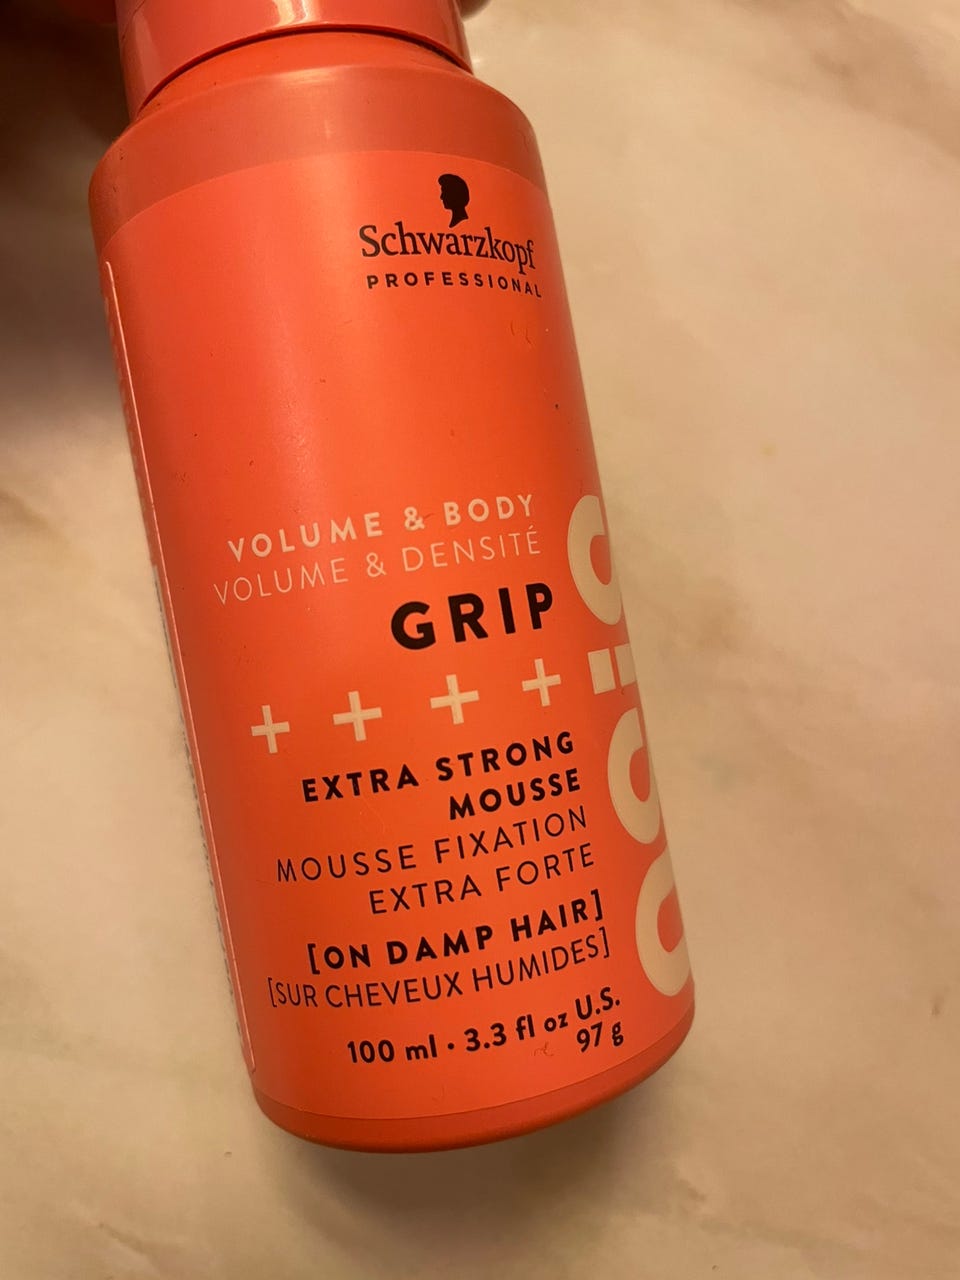 Schwarzkopf
PROFESSIONAL
VOLUME & BODY
VOLUME & DENSITÉ
GRIP
+ + + +
EXTRA STRONG
MOUSSE
MOUSSE FIXATION
EXTRA FORTE
[ON DAMP HAIR]
[SUR CHEVEUX HUMIDES]
100 ml · 3.3 fl oz U.S.
97 g